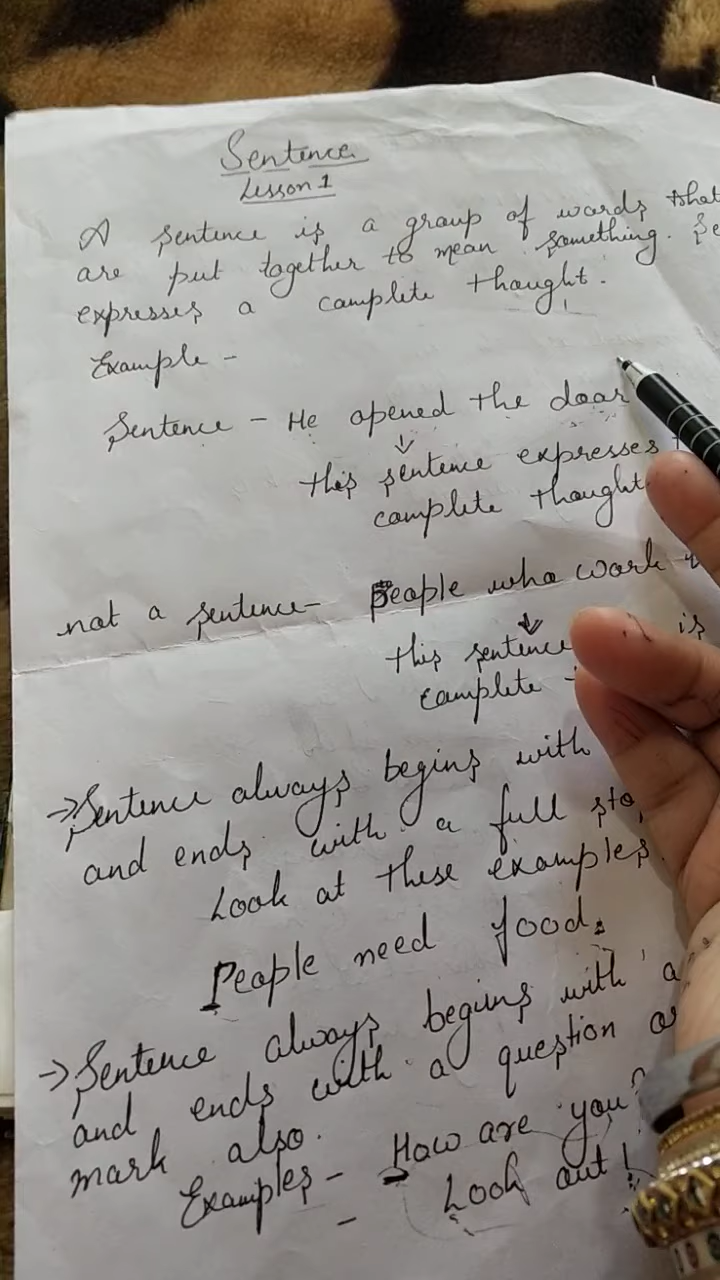 Sentence
Lesson 1
A sentence is a group of words that
are put together to mean something. Se
expresses a complete thought.
Example -
Sentence - He opened the door
↓
this sentence expresses
complete thought
not a sentence - People who work
↓
this sentence is
complete
→ Sentence always begins with
and ends with a full sto
Look at these examples.
People need food.
→ Sentence always begins with a
and ends with a question or
mark also.
Examples - How are you?
- Look out!